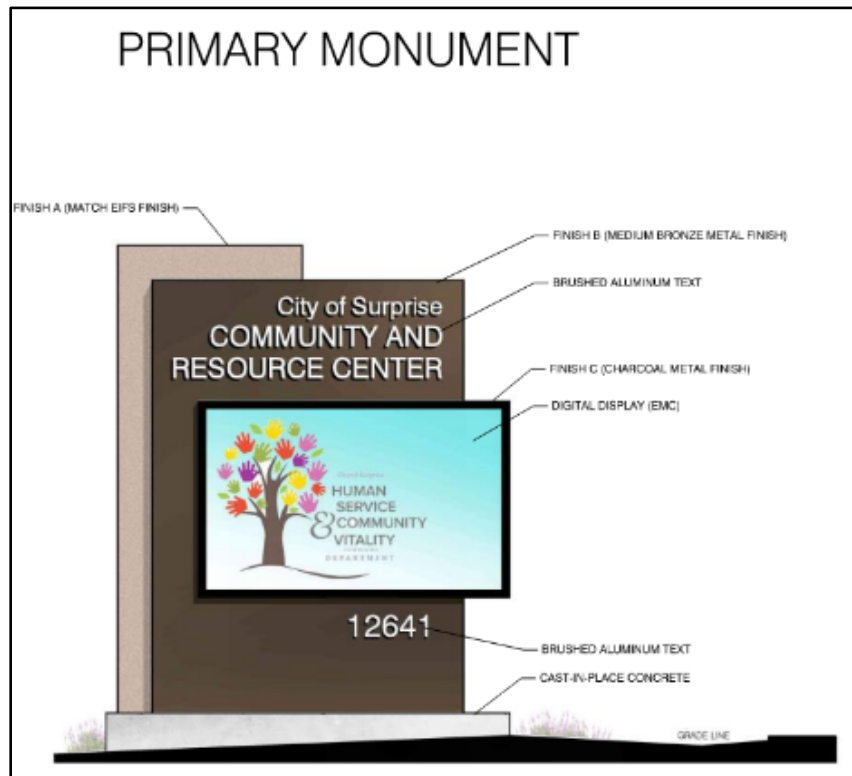 PRIMARY MONUMENT
FINISH A (MATCH EIFS FINISH)
FINISH B (MEDIUM BRONZE METAL FINISH)
BRUSHED ALUMINUM TEXT
City of Surprise
COMMUNITY AND
RESOURCE CENTER
FINISH C (CHARCOAL METAL FINISH)
DIGITAL DISPLAY (EMC)
HUMAN
SERVICE
& COMMUNITY
VITALITY
DEPARTMENT
12641
BRUSHED ALUMINUM TEXT
CAST-IN-PLACE CONCRETE
GRADE LINE